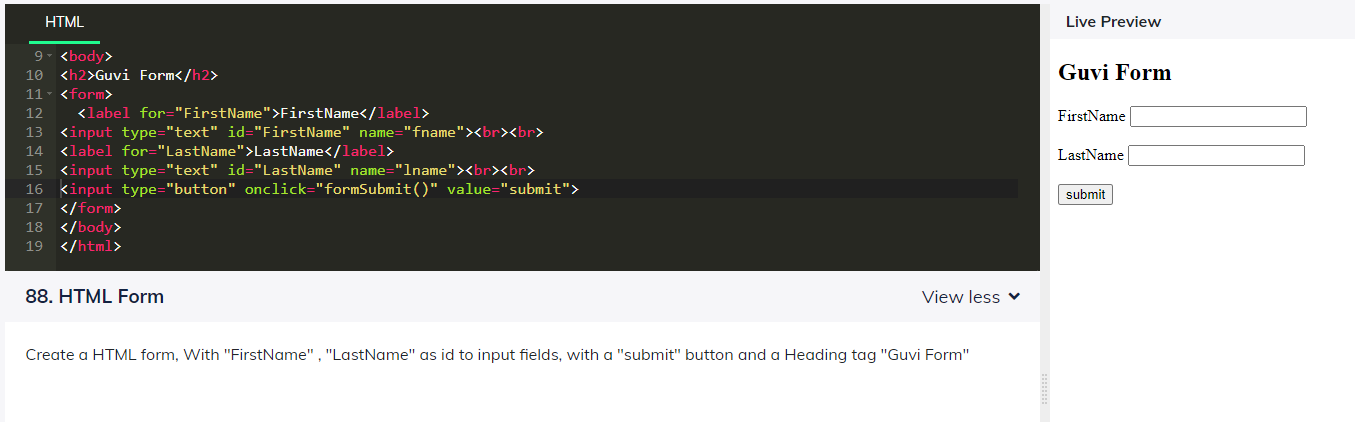 HTML
Live Preview
9 <body>
10 <h2>Guvi Form</h2>
11 <form>
12 <label for="FirstName">FirstName</label>
13 <input type="text" id="FirstName" name="fname"><br><br>
14 <label for="LastName">LastName</label>
15 <input type="text" id="LastName" name="lname"><br><br>
16 <input type="button" onclick="formSubmit()" value="submit">
17 </form>
18 </body>
19 </html>
Guvi Form
FirstName
LastName
submit
88. HTML Form
View less
Create a HTML form, With "FirstName" , "LastName" as id to input fields, with a "submit" button and a Heading tag "Guvi Form"